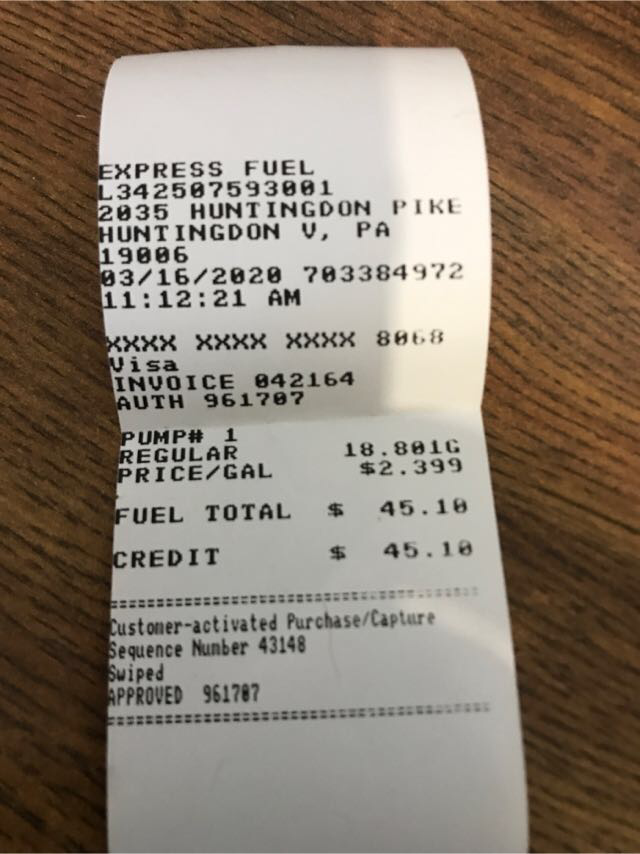 EXPRESS FUEL
L342507593001
2035 HUNTINGDON PIKE
HUNTINGDON V, PA
19006
03/16/2020 703384972
11:12:21 AM
XXXX XXXX XXXX 8068
Visa
INVOICE 042164
AUTH 961707
PUMP# 1
REGULAR 18.801G
PRICE/GAL $2.399
FUEL TOTAL $ 45.10
CREDIT $ 45.10
==========================================
Customer-activated Purchase/Capture
Sequence Number 43148
Swiped
APPROVED 961707
==========================================